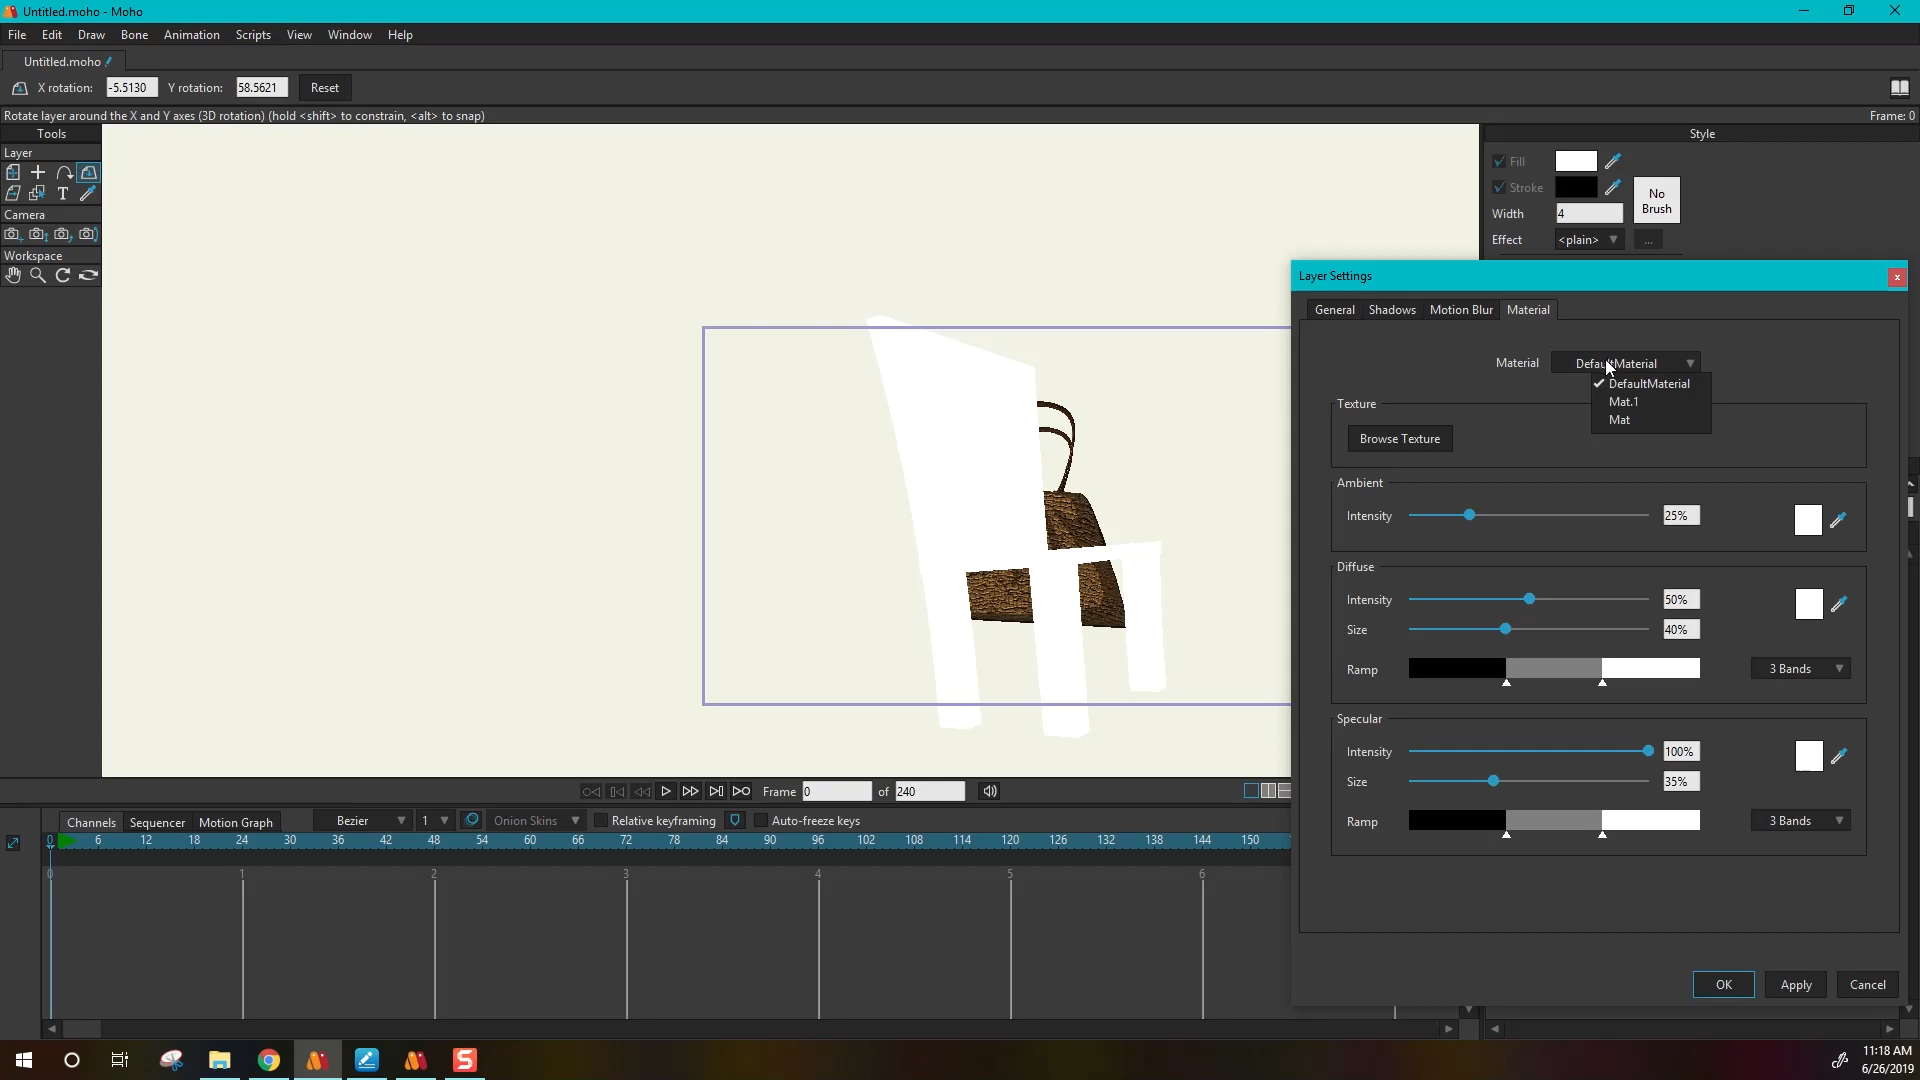 Untitled.moho - Moho
File Edit Draw Bone Animation Scripts View Window Help
Untitled.moho
X rotation: -5.5130 Y rotation: 58.5621 Reset
Rotate layer around the X and Y axes (3D rotation) (hold <shift> to constrain, <alt> to snap) Frame: 0
Tools
Layer
T
Camera
Workspace
Style
Fill
Stroke
No Brush
Width 4
Effect <plain> ...
Layer Settings x
General Shadows Motion Blur Material
Material DefaultMaterial
DefaultMaterial
Mat.1
Mat
Texture
Browse Texture
Ambient
Intensity 25%
Diffuse
Intensity 50%
Size 40%
Ramp 3 Bands
Specular
Intensity 100%
Size 35%
Ramp 3 Bands
OK Apply Cancel
Frame 0 of 240
Channels Sequencer Motion Graph Bezier 1 Onion Skins Relative keyframing Auto-freeze keys
0 6 12 18 24 30 36 42 48 54 60 66 72 78 84 90 96 102 108 114 120 126 132 138 144 150
0 1 2 3 4 5 6
S
11:18 AM
6/26/2019